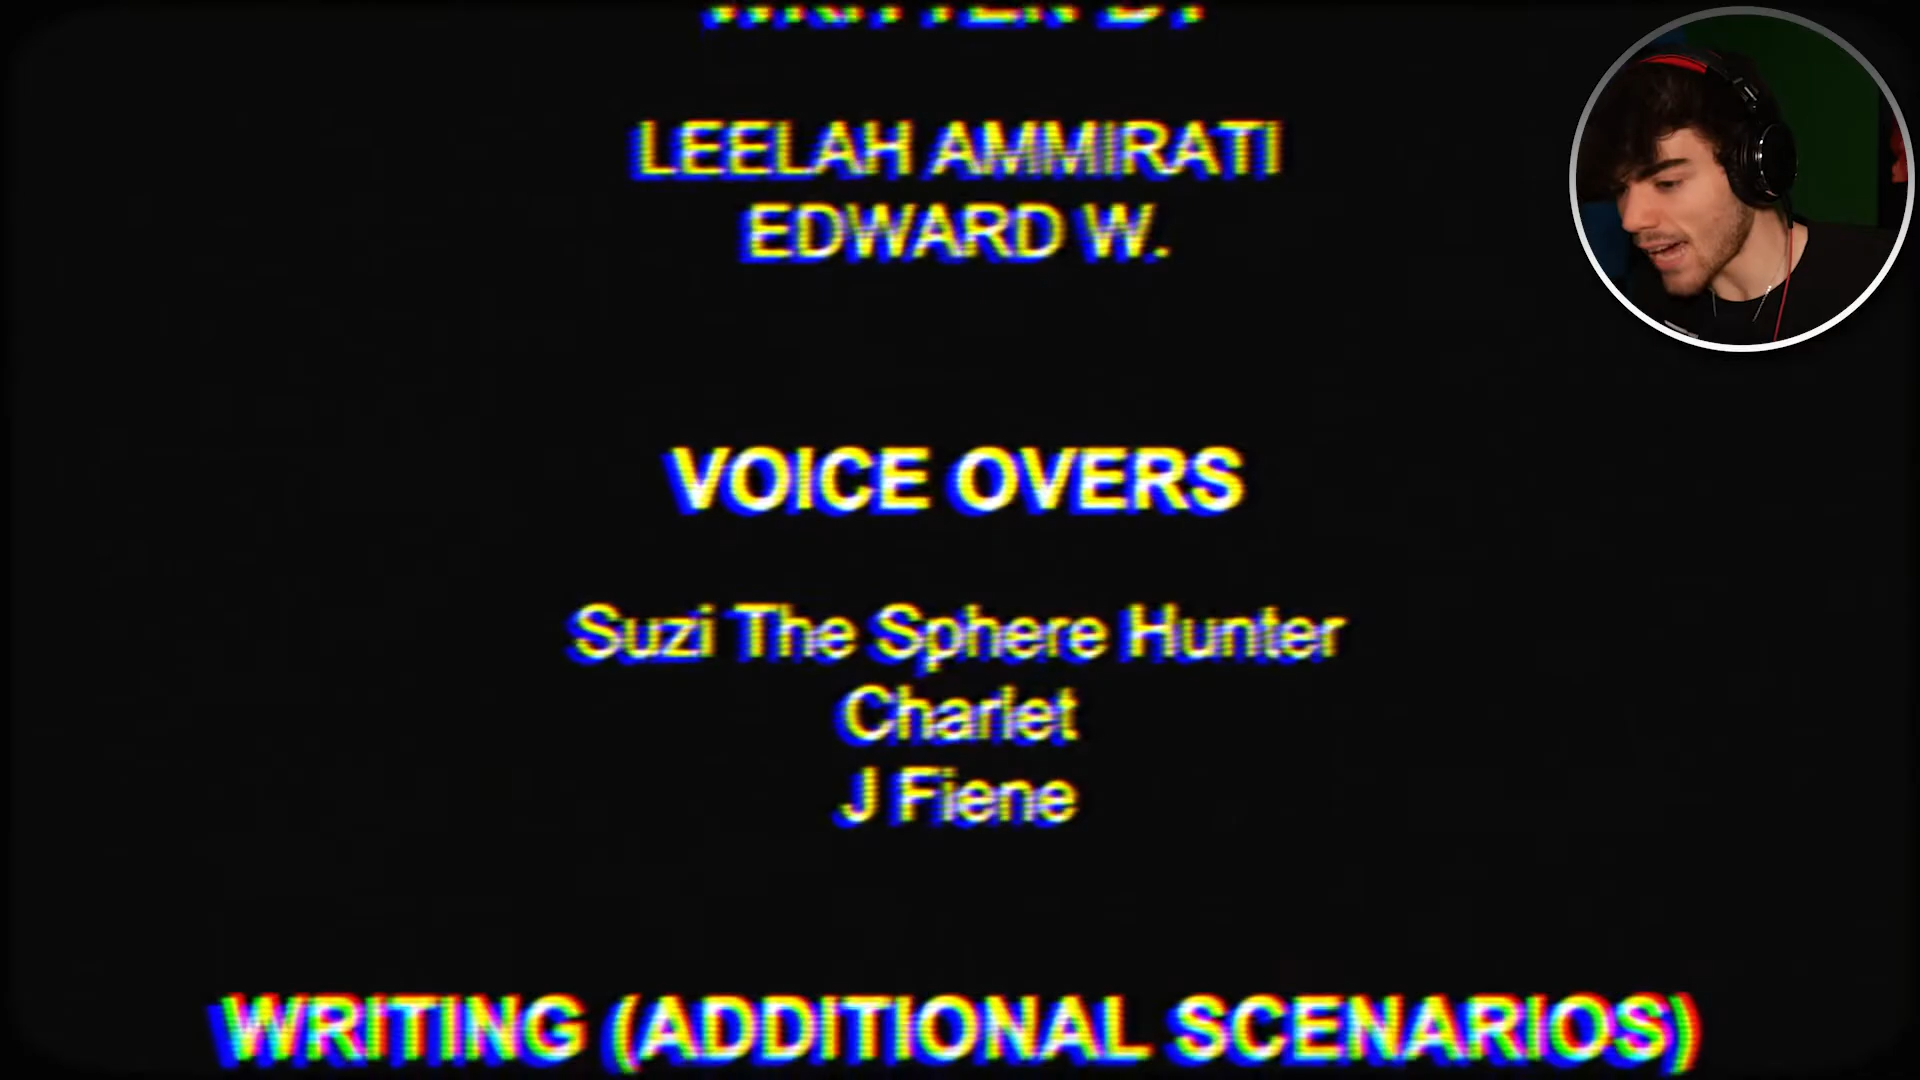 LEELAH AMMIRATI
EDWARD W.
VOICE OVERS
Suzi The Sphere Hunter
Charlet
J Fiene
WRITING (ADDITIONAL SCENARIOS)